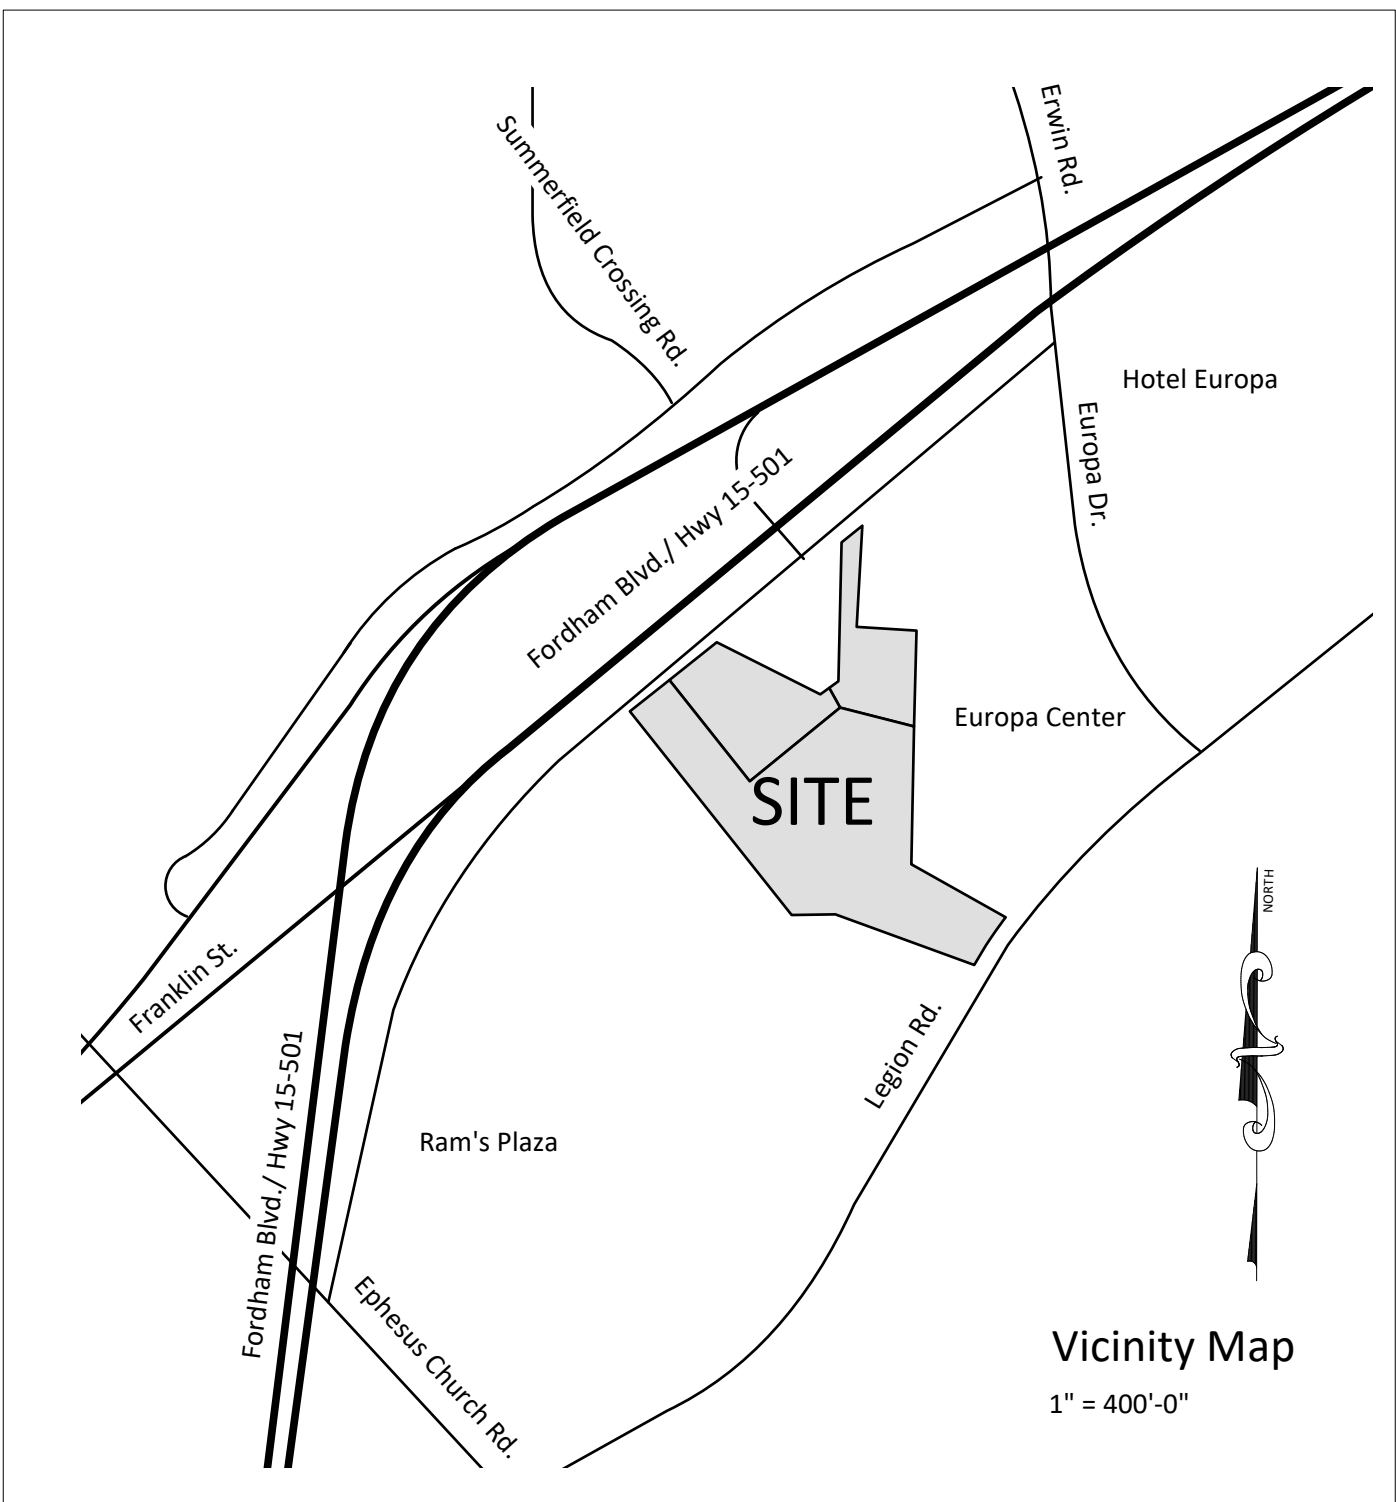 Erwin Rd.
Summerfield Crossing Rd.
Hotel Europa
Europa Dr.
Fordham Blvd./ Hwy 15-501
Europa Center
SITE
NORTH
Franklin St.
Legion Rd.
Fordham Blvd./ Hwy 15-501
Ram's Plaza
Ephesus Church Rd.
Vicinity Map
1" = 400'-0"